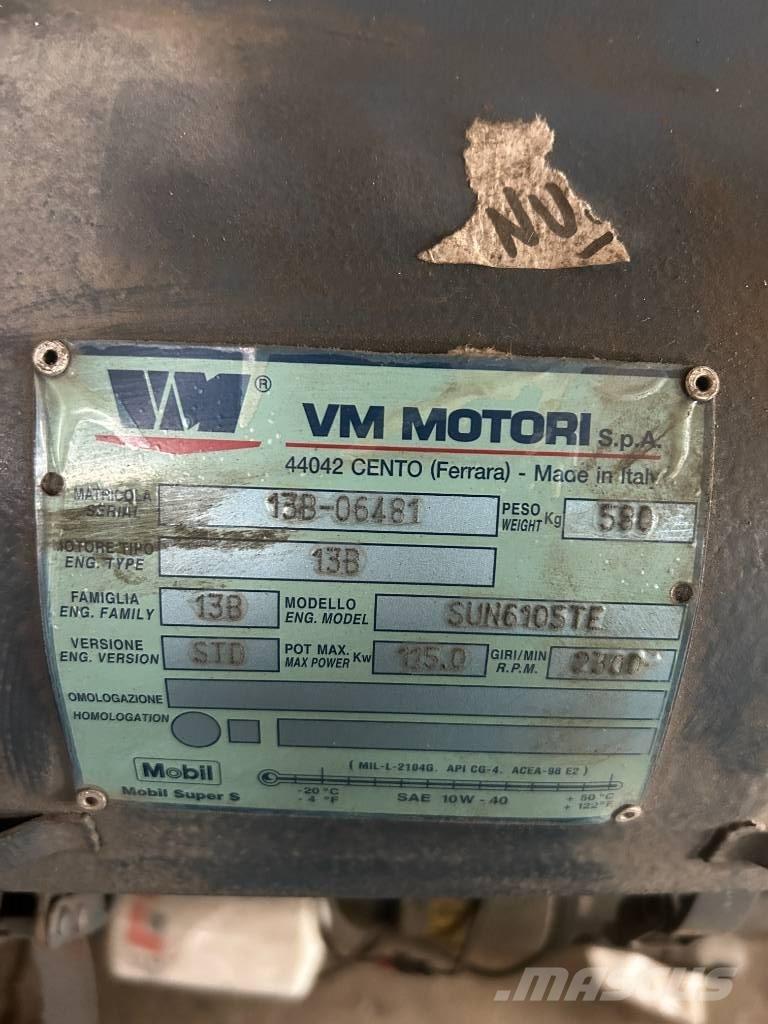 NU
VM ®
VM MOTORI S.p.A.
44042 CENTO (Ferrara) - Made in Italy
MATRICOLA
SERIAL 13B-06481 PESO
WEIGHT Kg 580
MOTORE TIPO
ENG. TYPE 13B
FAMIGLIA
ENG. FAMILY 13B MODELLO
ENG. MODEL SUN6105TE
VERSIONE
ENG. VERSION STD POT MAX.
MAX POWER Kw 115.0 GIRI/MIN
R.P.M.
OMOLOGAZIONE
HOMOLOGATION
Mobil
Mobil Super S
( MIL-L-2104G. API CG-4. ACEA-98 E2 )
-20 °C
- 4 °F
SAE 10W - 40
+ 50 °C
+ 122°F
MASCUS